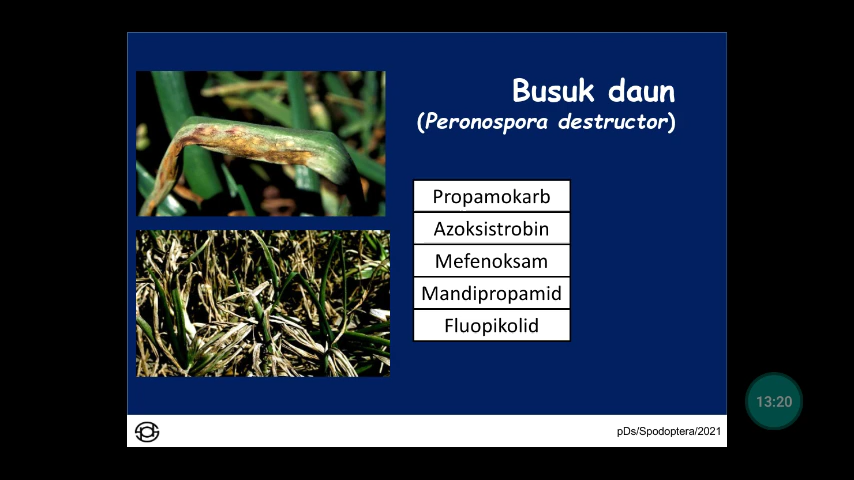 Busuk daun
(Peronospora destructor)
Propamokarb
Azoksistrobin
Mefenoksam
Mandipropamid
Fluopikolid
13:20
pDs/Spodoptera/2021